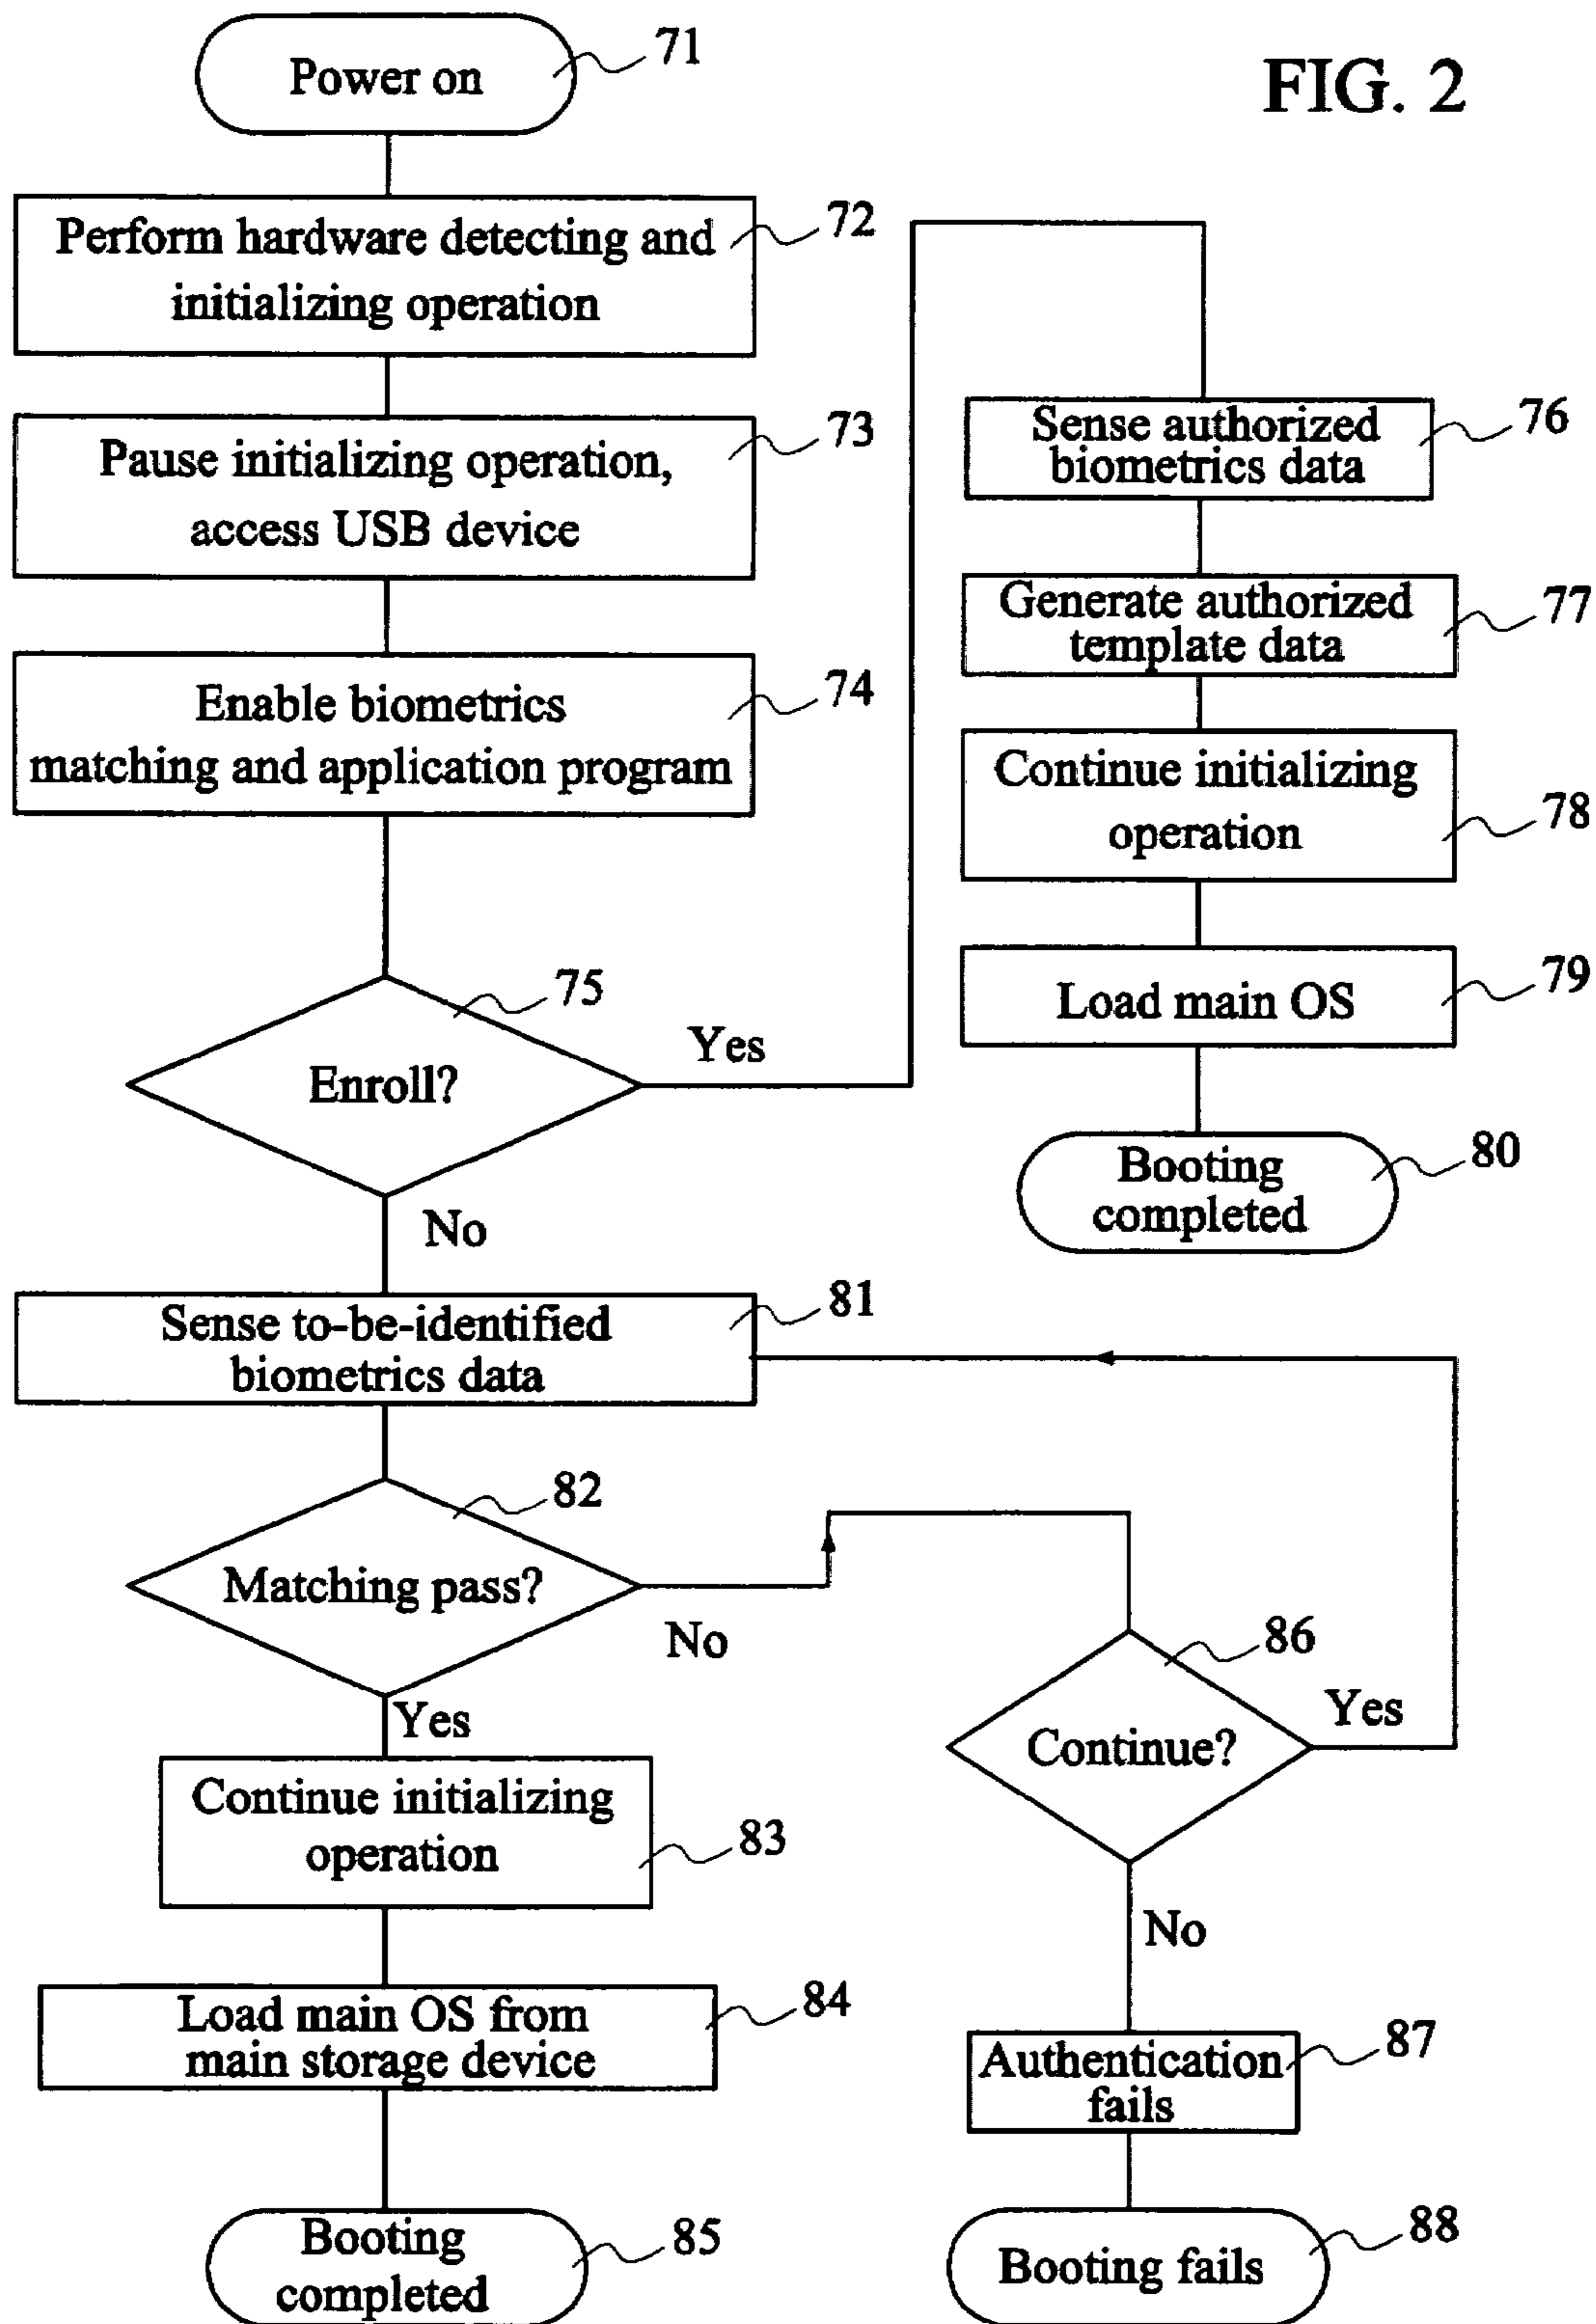 FIG. 2
Power on
71
Perform hardware detecting and
initializing operation
72
Pause initializing operation,
access USB device
73
Enable biometrics
matching and application program
74
Enroll?
75
Yes
No
Sense authorized
biometrics data
76
Generate authorized
template data
77
Continue initializing
operation
78
Load main OS
79
Booting
completed
80
Sense to-be-identified
biometrics data
81
Matching pass?
82
No
Yes
Continue initializing
operation
83
Load main OS from
main storage device
84
Booting
completed
85
Continue?
86
Yes
No
Authentication
fails
87
Booting fails
88